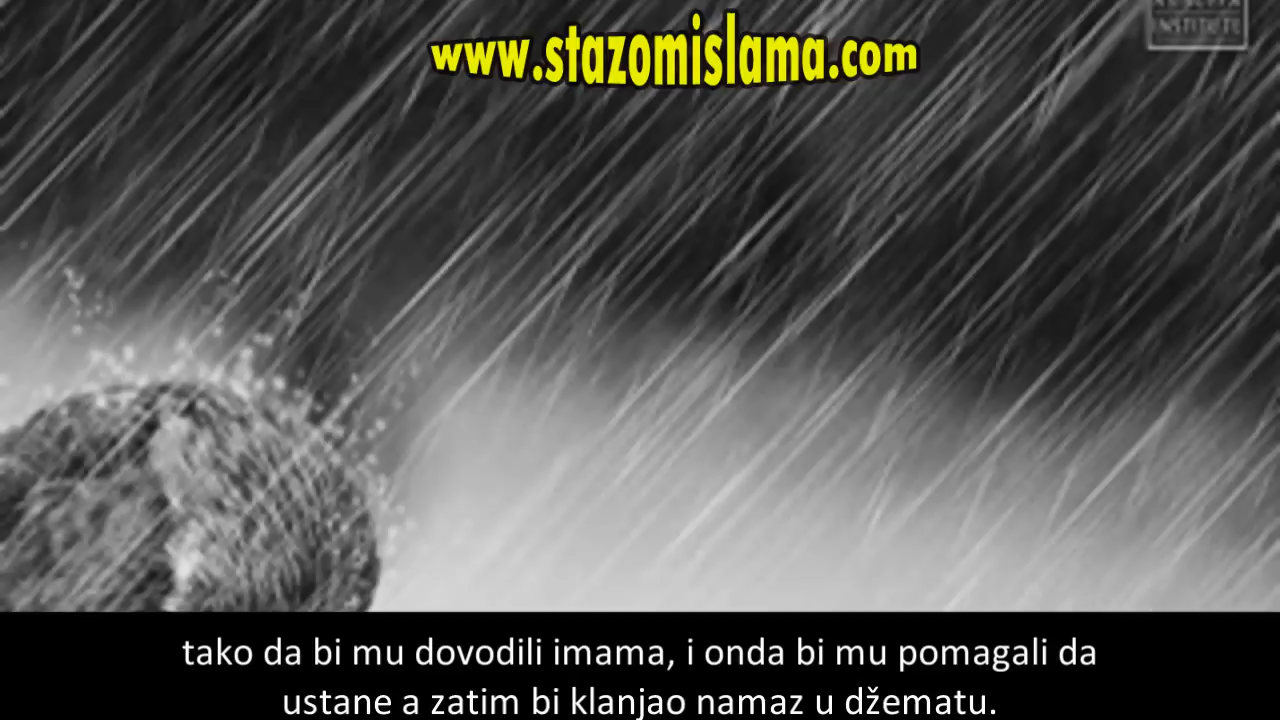 www.stazomislama.com
INSTITUTE
tako da bi mu dovodili imama, i onda bi mu pomagali da
ustane a zatim bi klanjao namaz u džematu.